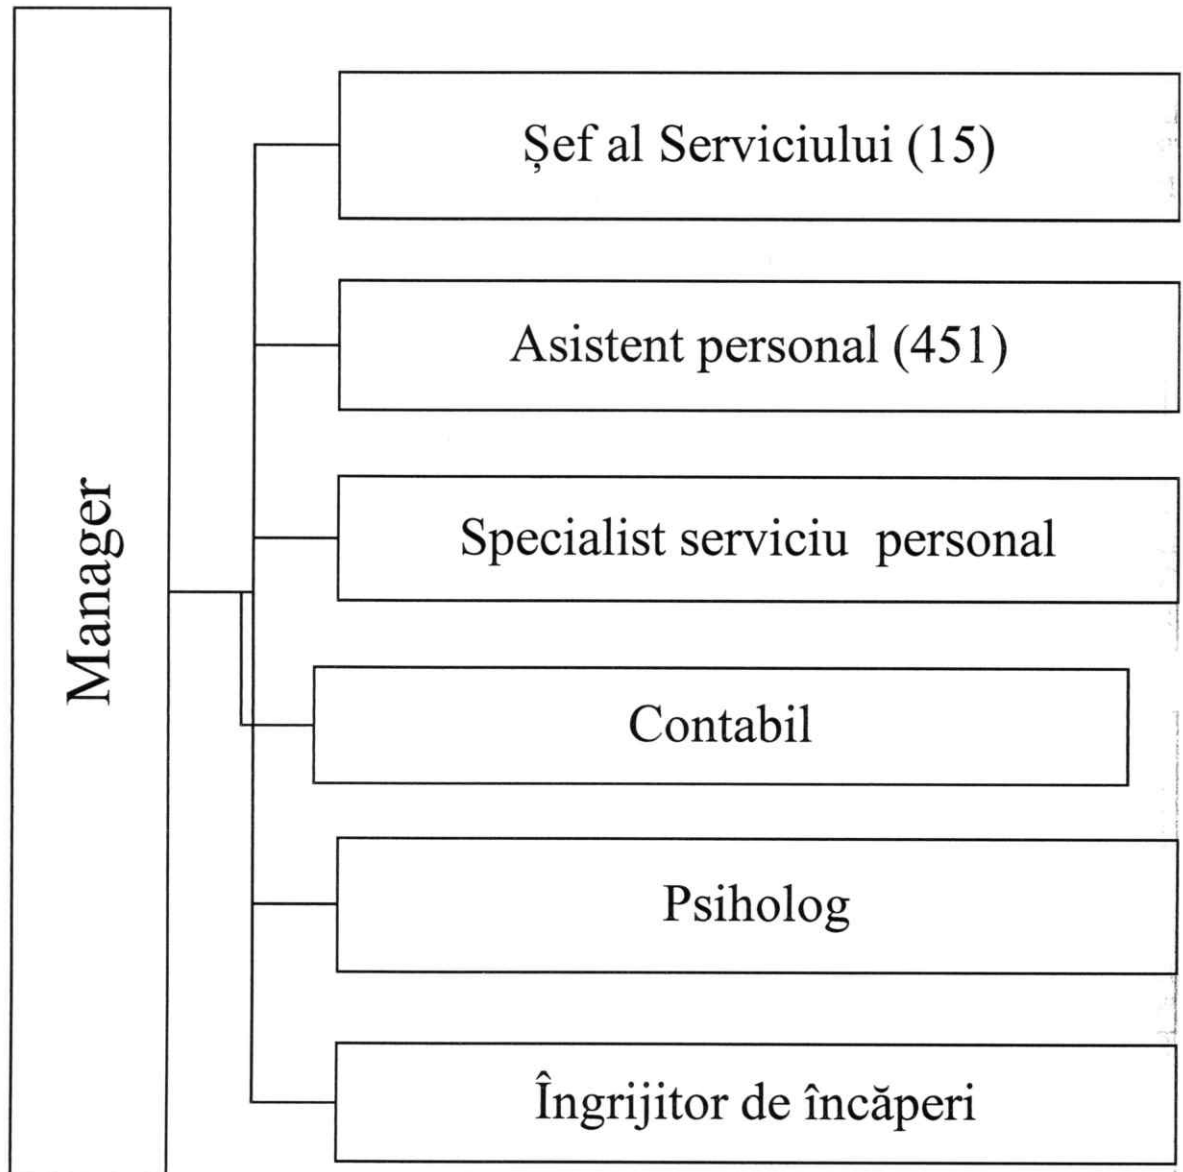 Manager
Șef al Serviciului (15)
Asistent personal (451)
Specialist serviciu personal
Contabil
Psiholog
Îngrijitor de încăperi